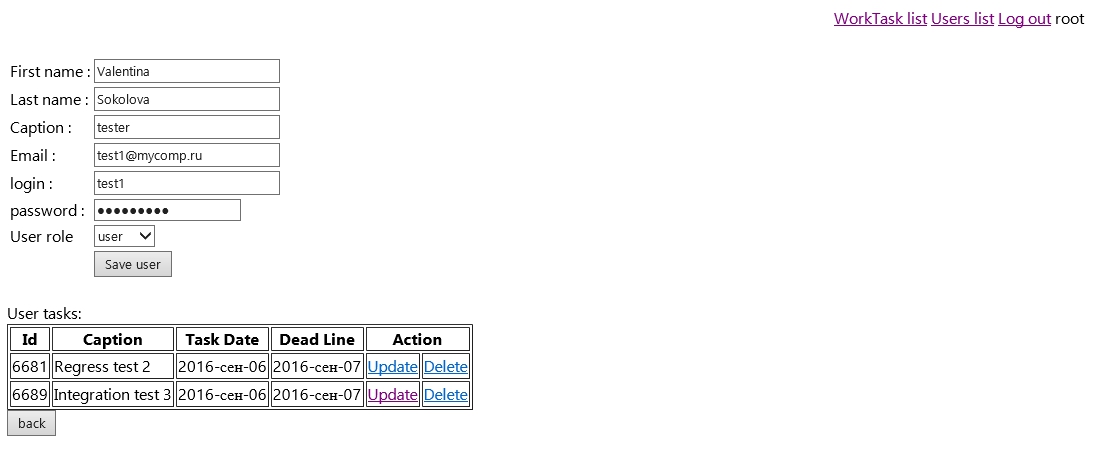 WorkTask list Users list Log out root
First name : Valentina
Last name : Sokolova
Caption : tester
Email : test1@mycomp.ru
login : test1
password : •••••••••
User role user
Save user
User tasks:
Id Caption Task Date Dead Line Action
6681 Regress test 2 2016-сен-06 2016-сен-07 Update Delete
6689 Integration test 3 2016-сен-06 2016-сен-07 Update Delete
back